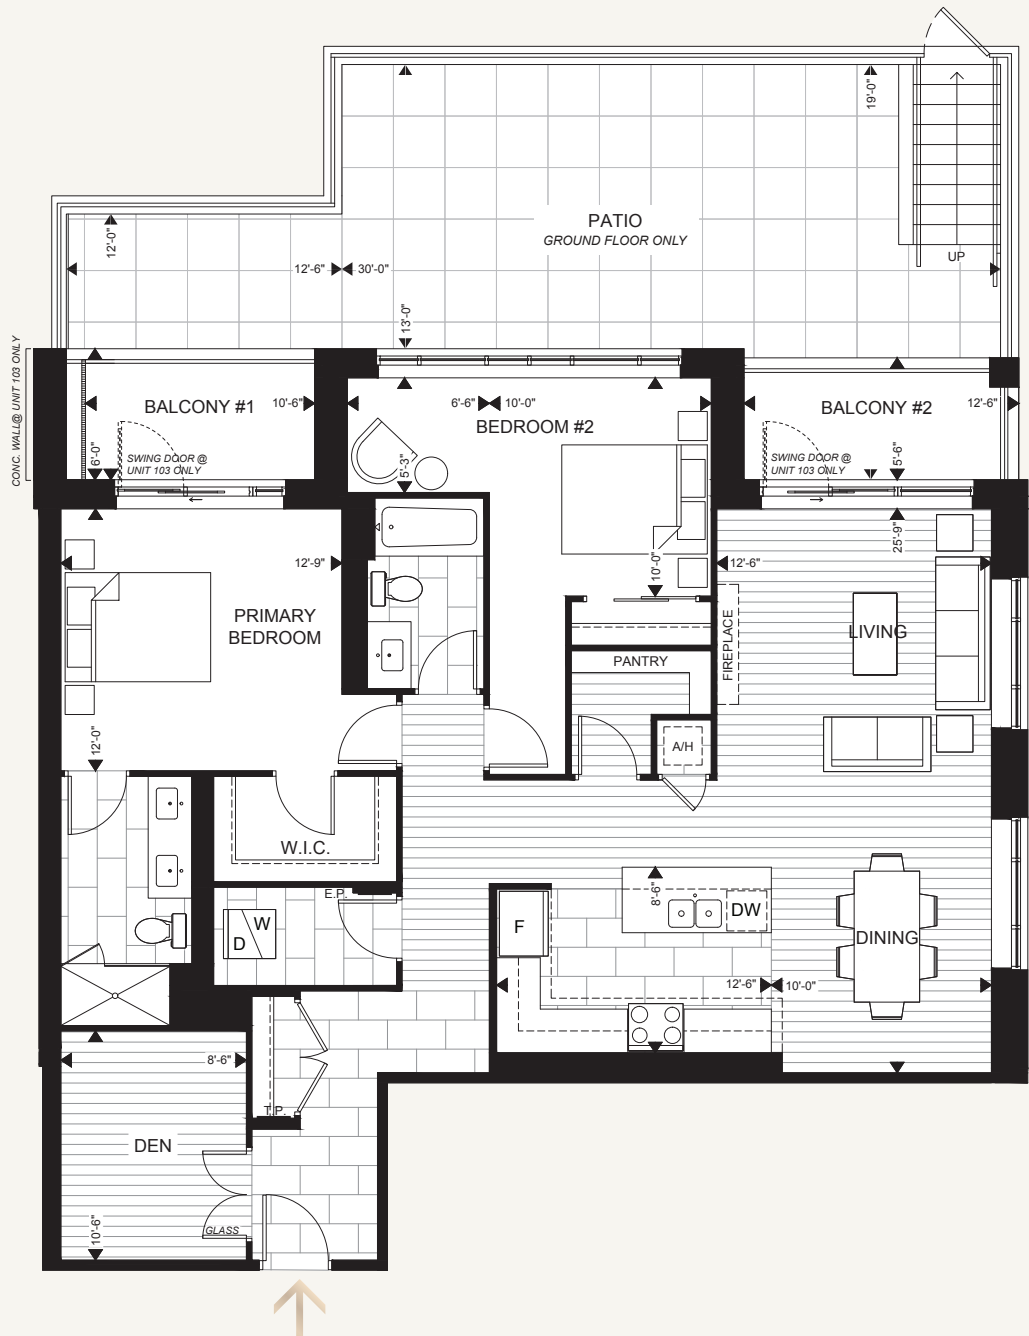 19'-0"
PATIO
GROUND FLOOR ONLY
12'-0"
UP
12'-6"
30'-0"
13'-0"
CONC. WALL@ UNIT 103 ONLY
BALCONY #1
10'-6"
6'-0"
SWING DOOR @
UNIT 103 ONLY
6'-6"
10'-0"
BEDROOM #2
5'-3"
10'-0"
BALCONY #2
12'-6"
5'-6"
SWING DOOR @
UNIT 103 ONLY
25'-9"
12'-9"
12'-6"
PRIMARY
BEDROOM
12'-0"
LIVING
FIREPLACE
PANTRY
A/H
W.I.C.
E.P.
W
D
8'-6"
F
DW
DINING
12'-6"
10'-0"
8'-6"
T.P.
DEN
10'-6"
GLASS